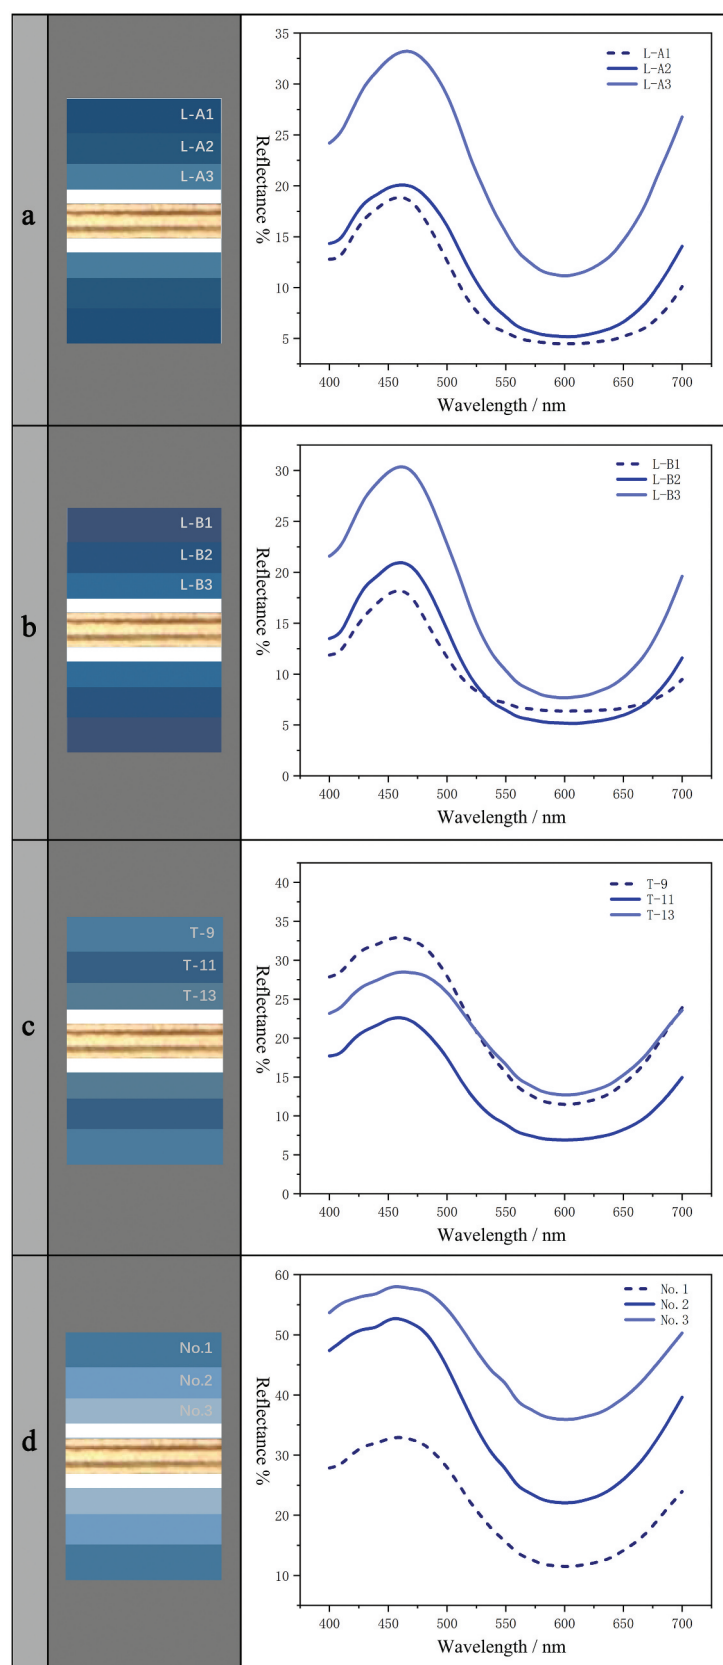 a
L-A1
L-A2
L-A3
35
30
25
20
15
10
5
Reflectance %
L-A1
L-A2
L-A3
400 450 500 550 600 650 700
Wavelength / nm
b
L-B1
L-B2
L-B3
30
25
20
15
10
5
0
Reflectance %
L-B1
L-B2
L-B3
400 450 500 550 600 650 700
Wavelength / nm
c
T-9
T-11
T-13
40
35
30
25
20
15
10
5
0
Reflectance %
T-9
T-11
T-13
400 450 500 550 600 650 700
Wavelength / nm
d
No.1
No.2
No.3
60
50
40
30
20
10
Reflectance %
No.1
No.2
No.3
400 450 500 550 600 650 700
Wavelength / nm